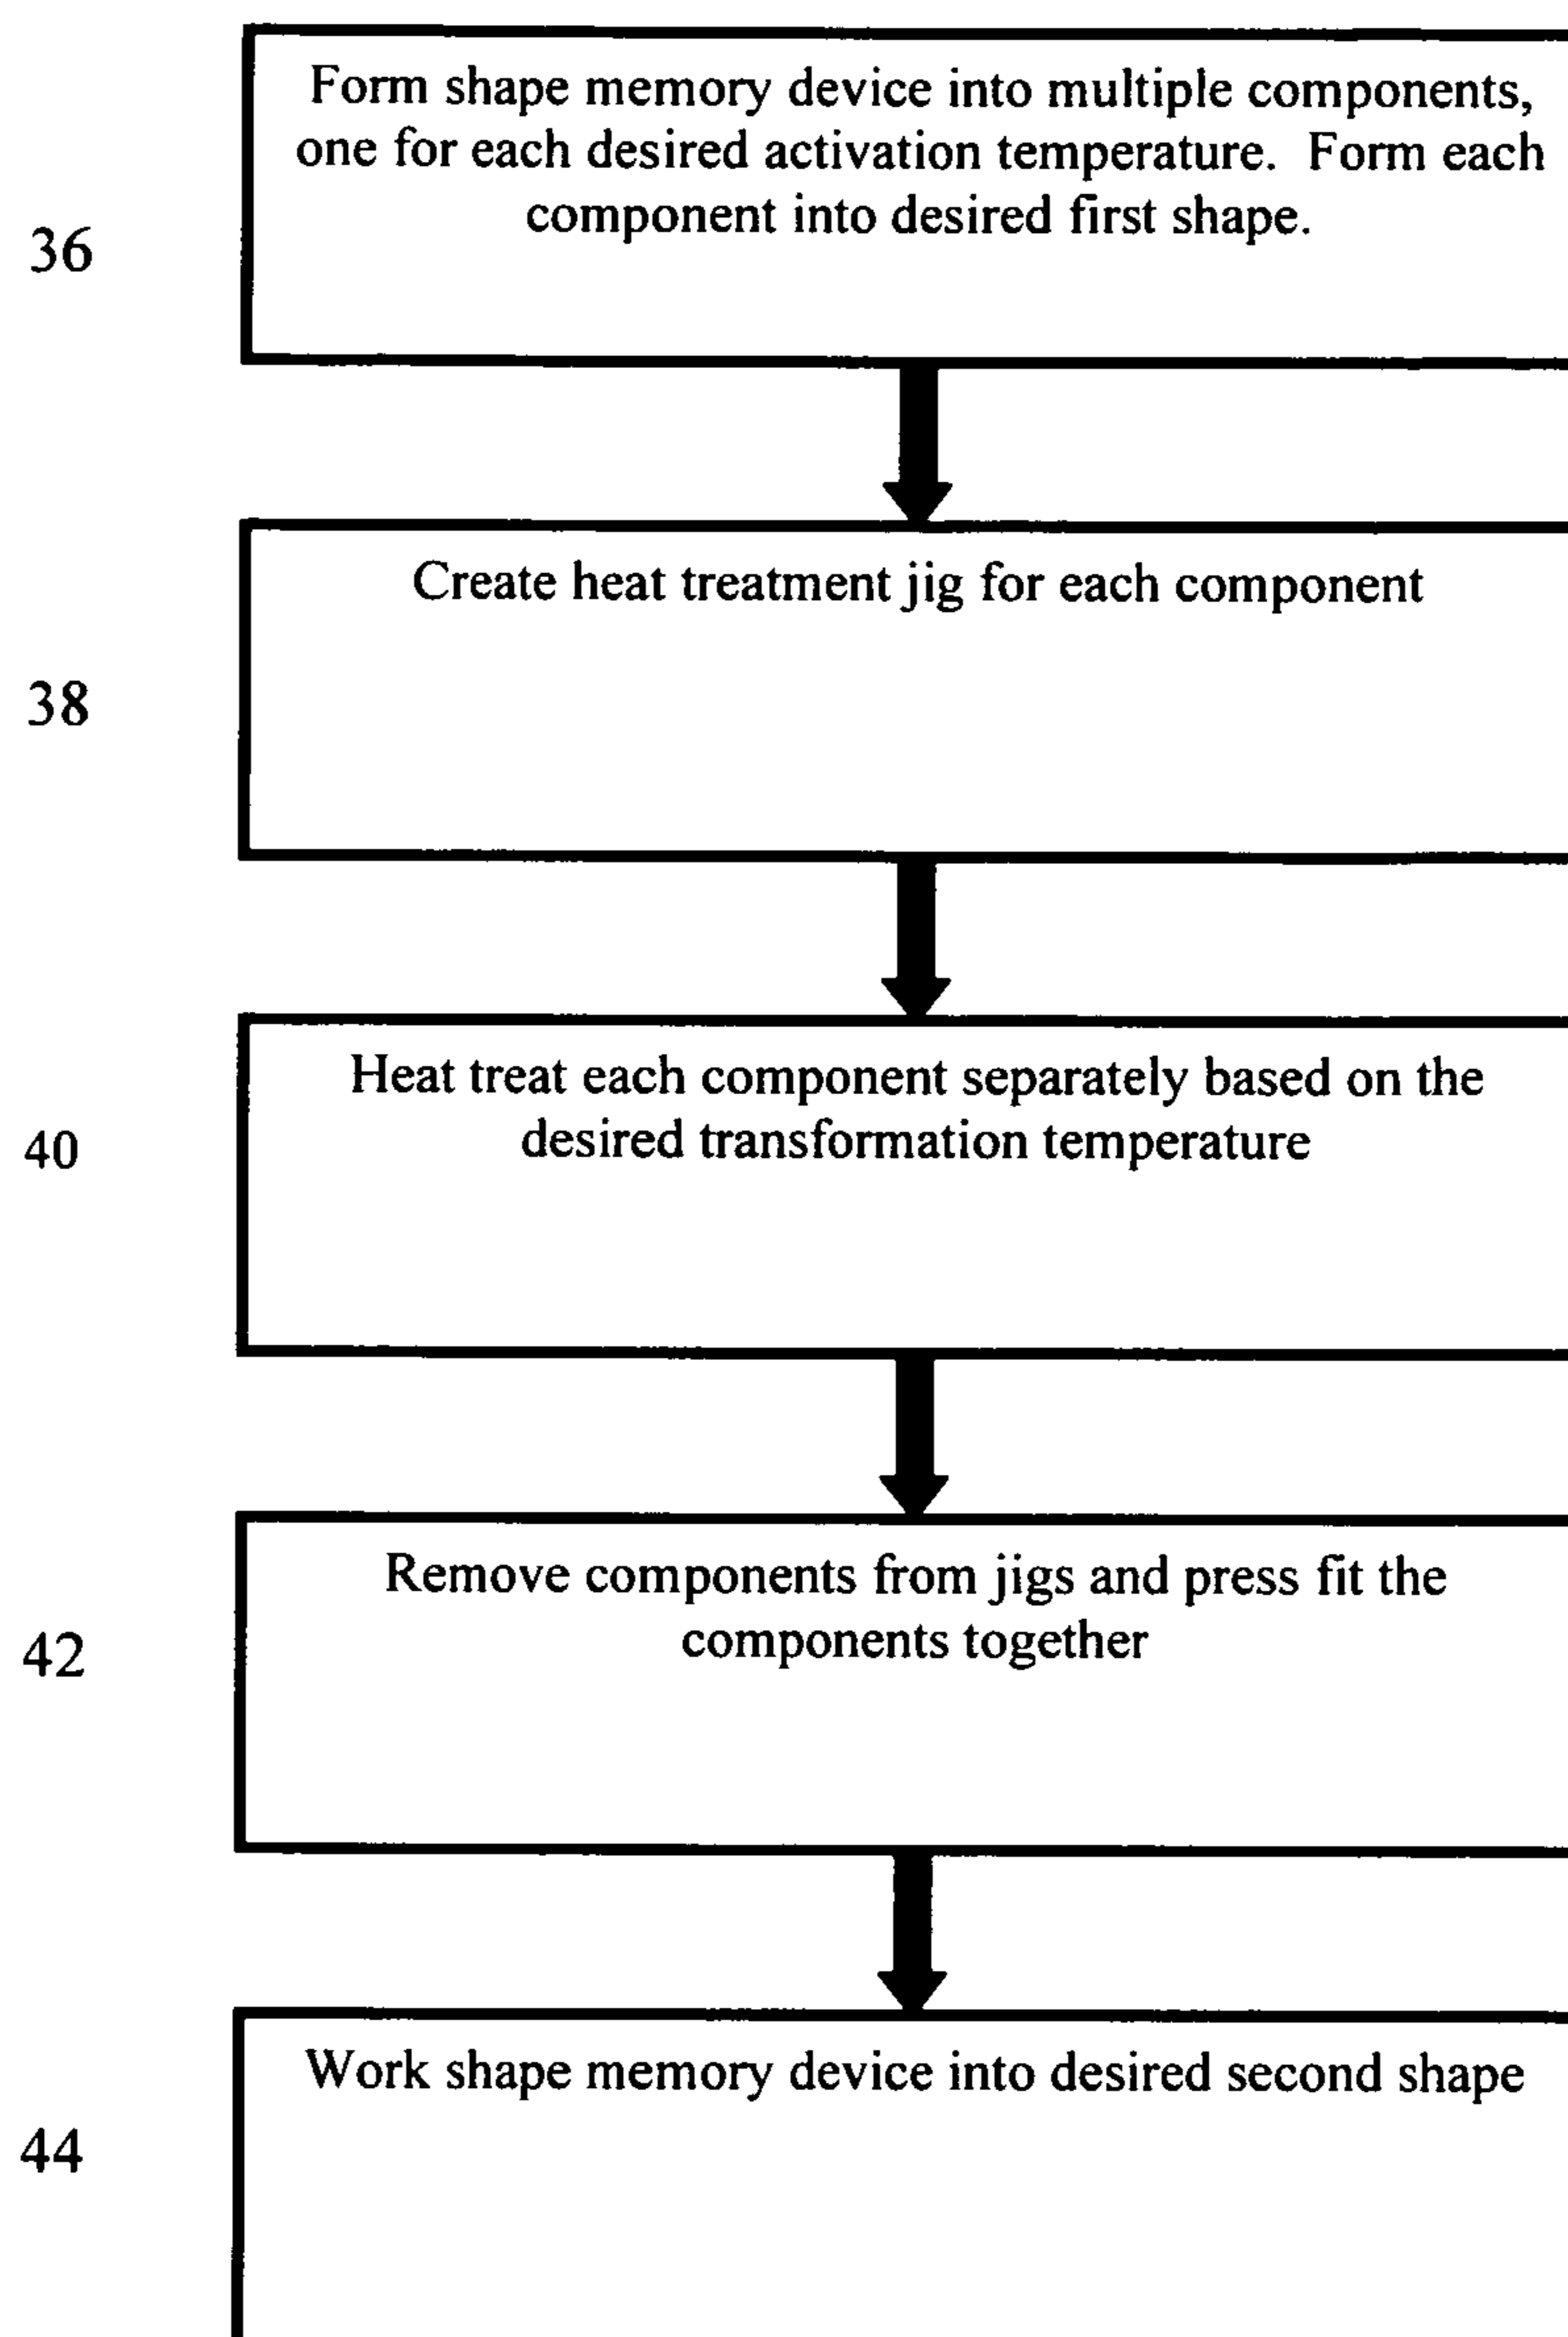 Form shape memory device into multiple components,
one for each desired activation temperature. Form each
component into desired first shape.
36
Create heat treatment jig for each component
38
Heat treat each component separately based on the
desired transformation temperature
40
Remove components from jigs and press fit the
components together
42
Work shape memory device into desired second shape
44